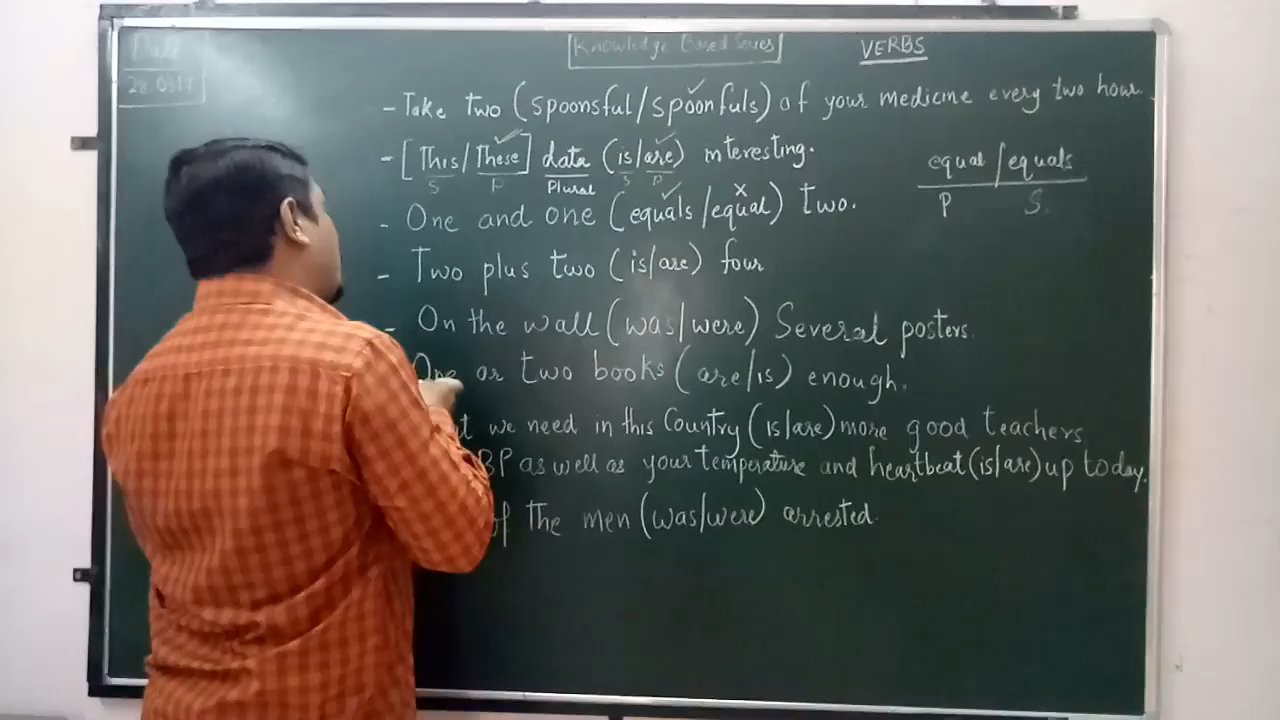 Knowledge Based Series
VERBS
- Take two (spoonsful/spoonfuls) of your medicine every two hour.
- [This/These] data (is/are) interesting.
S P Plural S P
equal/equals
P S.
- One and one (equals/equal) two.
- Two plus two (is/are) four
- On the wall (was/were) Several posters.
One or two books (are/is) enough.
we need in this Country (is/are) more good teachers
BP as well as your temperature and heartbeat (is/are) up today.
of the men (was/were) arrested.